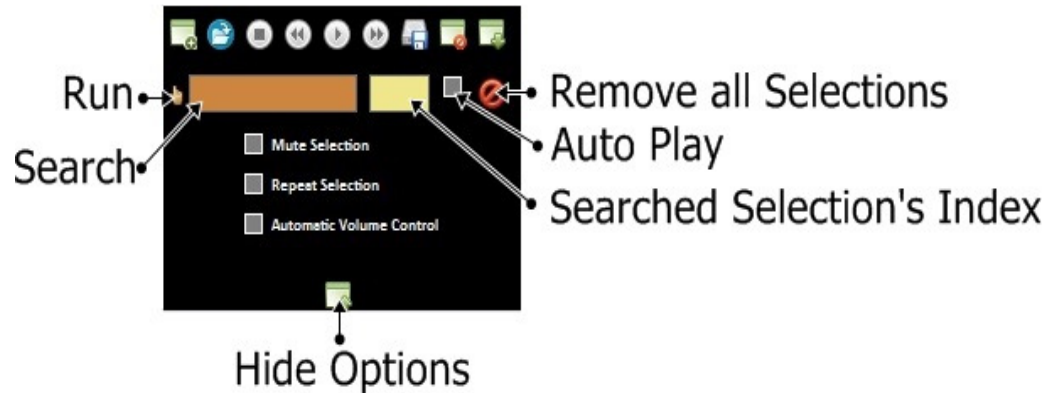 Run
Remove all Selections
Auto Play
Search
Mute Selection
Searched Selection's Index
Repeat Selection
Automatic Volume Control
Hide Options